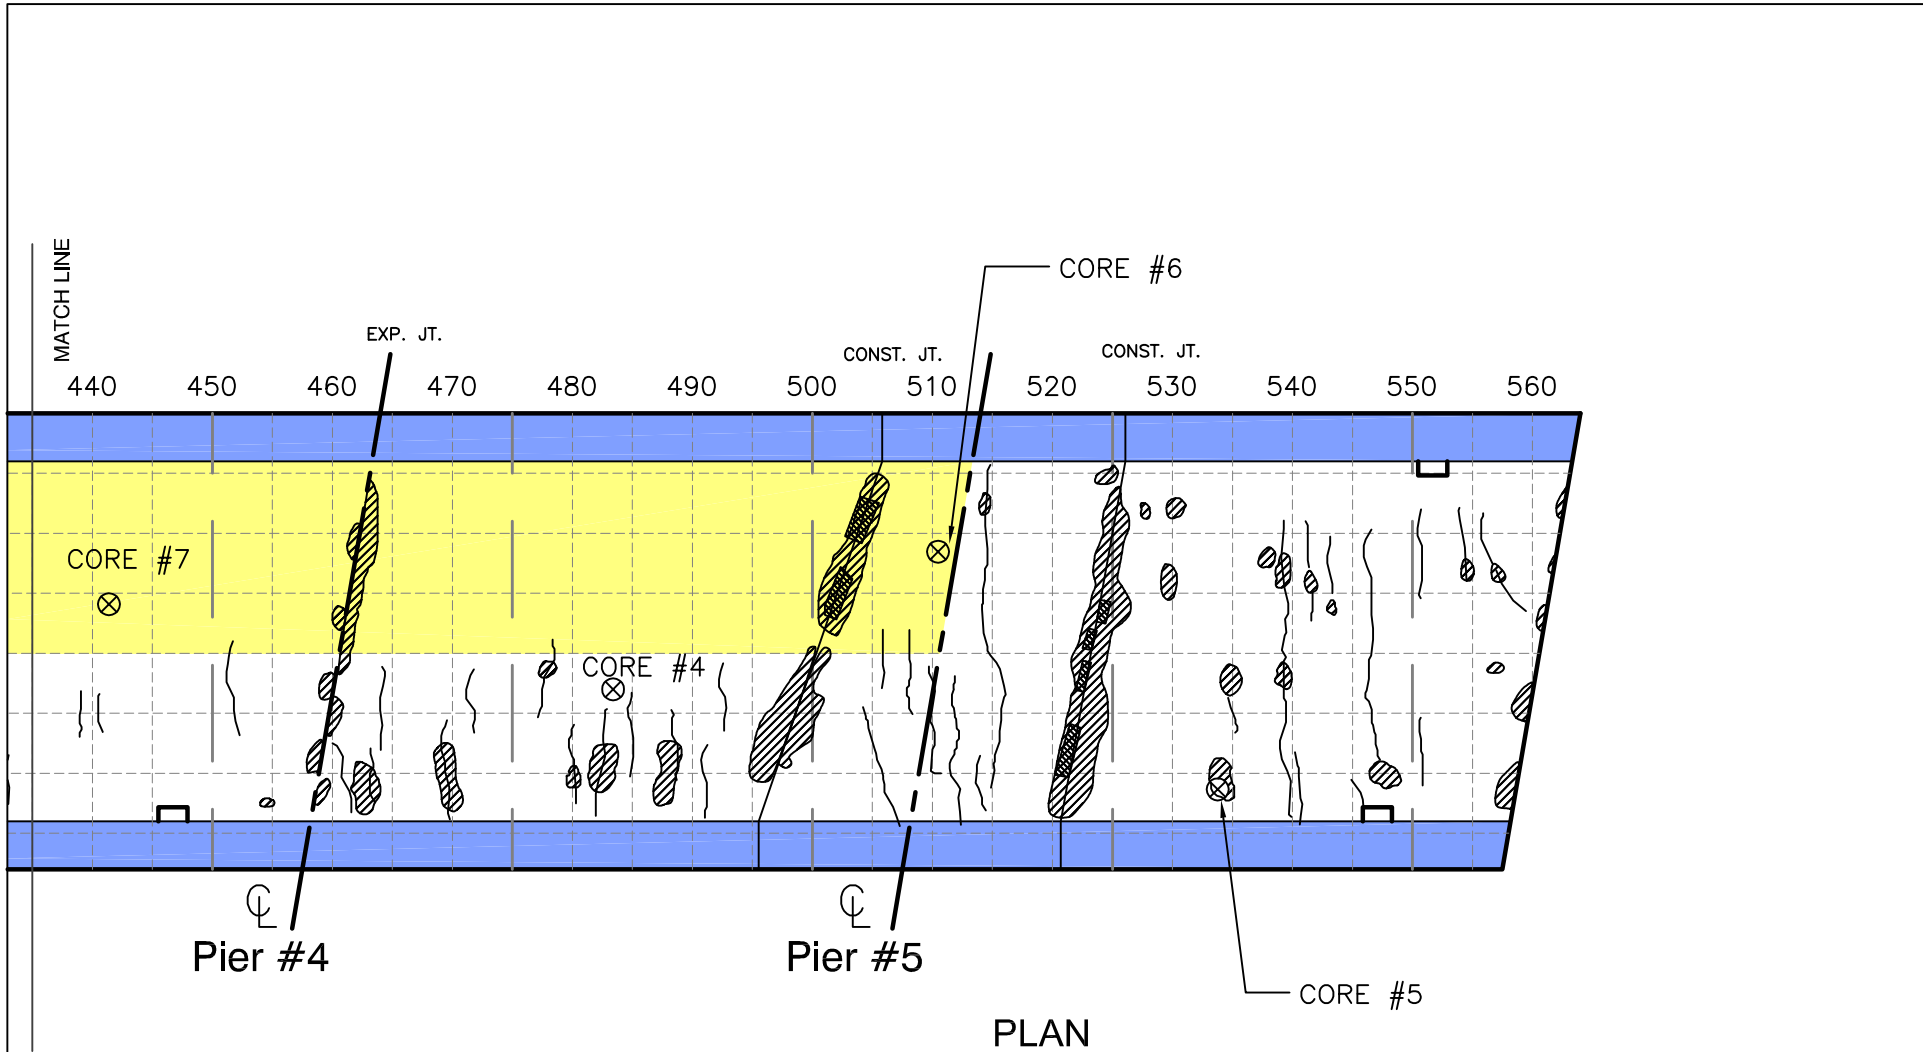 MATCH LINE
CORE #6
EXP. JT.
CONST. JT.
CONST. JT.
440 450 460 470 480 490 500 510 520 530 540 550 560
CORE #7
CORE #4
℄
℄
Pier #4
Pier #5
CORE #5
PLAN